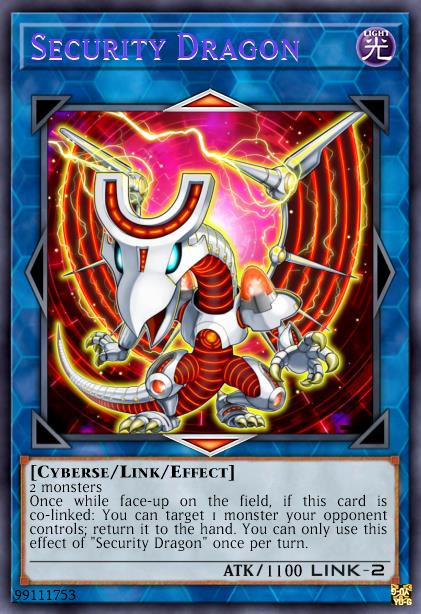 Security Dragon
LIGHT
光
[Cyberse/Link/Effect]
2 monsters
Once while face-up on the field, if this card is
co-linked: You can target 1 monster your opponent
controls; return it to the hand. You can only use this
effect of "Security Dragon" once per turn.
ATK/1100 LINK-2
99111753